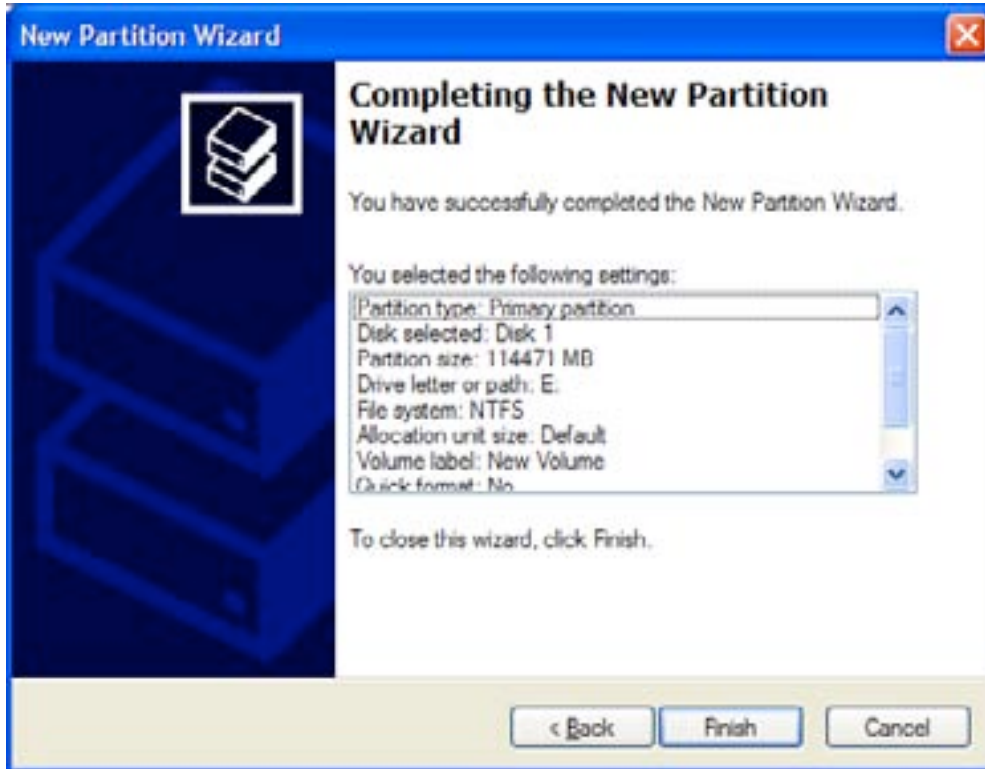 New Partition Wizard
Completing the New Partition
Wizard
You have successfully completed the New Partition Wizard.
You selected the following settings:
Partition type: Primary partition
Disk selected: Disk 1
Partition size: 114471 MB
Drive letter or path: E:
File system: NTFS
Allocation unit size: Default
Volume label: New Volume
Quick format: No
To close this wizard, click Finish.
< Back
Finish
Cancel